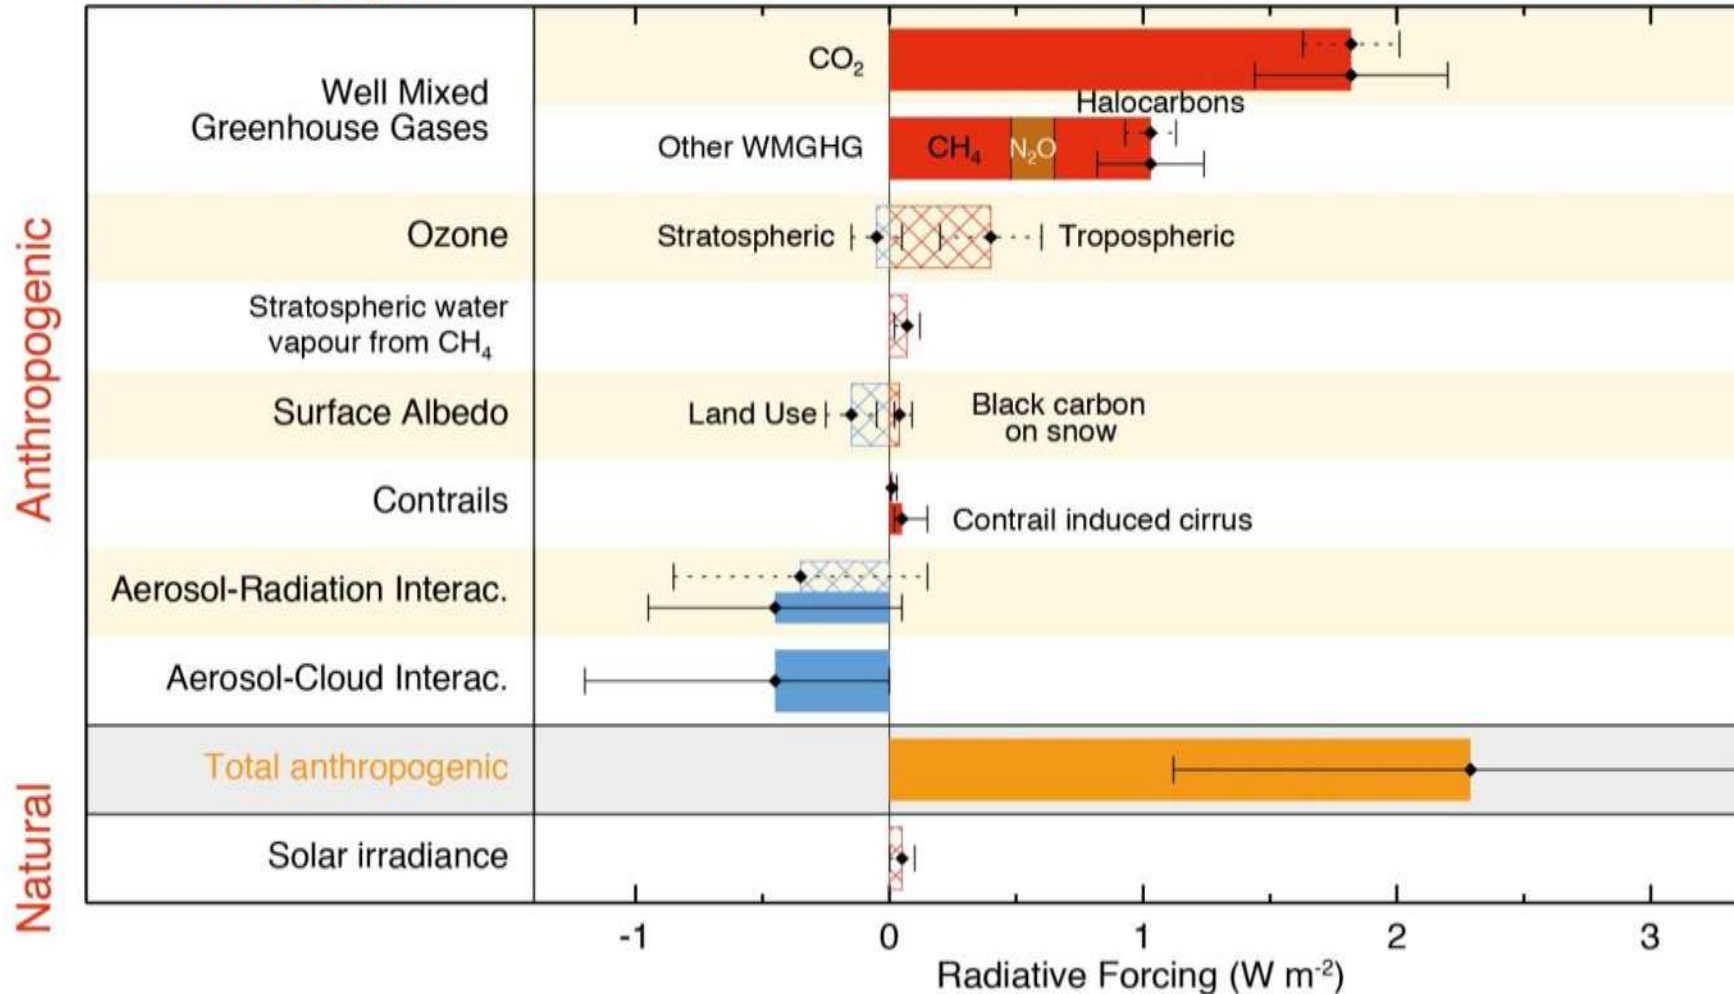 Anthropogenic
Natural
Well Mixed
Greenhouse Gases
CO₂
Halocarbons
Other WMGHG
CH₄
N₂O
Ozone
Stratospheric
Tropospheric
Stratospheric water
vapour from CH₄
Surface Albedo
Land Use
Black carbon
on snow
Contrails
Contrail induced cirrus
Aerosol-Radiation Interac.
Aerosol-Cloud Interac.
Total anthropogenic
Solar irradiance
-1 0 1 2 3
Radiative Forcing (W m⁻²)